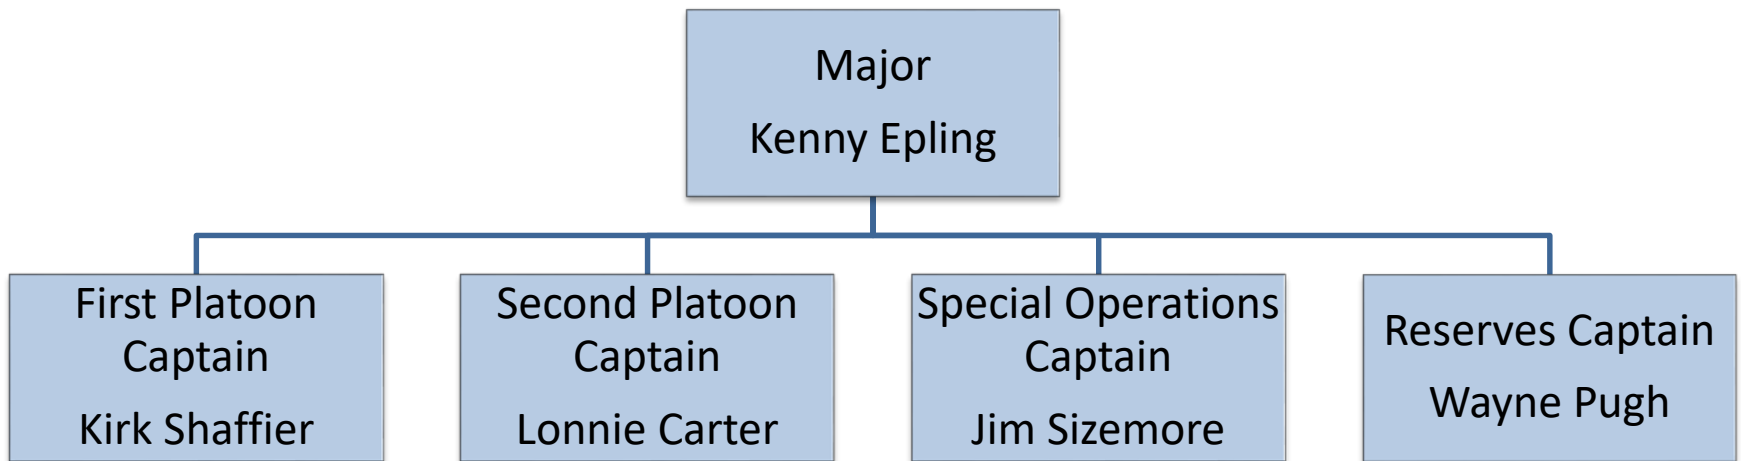 Major
Kenny Epling
First Platoon
Captain
Kirk Shaffier
Second Platoon
Captain
Lonnie Carter
Special Operations
Captain
Jim Sizemore
Reserves Captain
Wayne Pugh